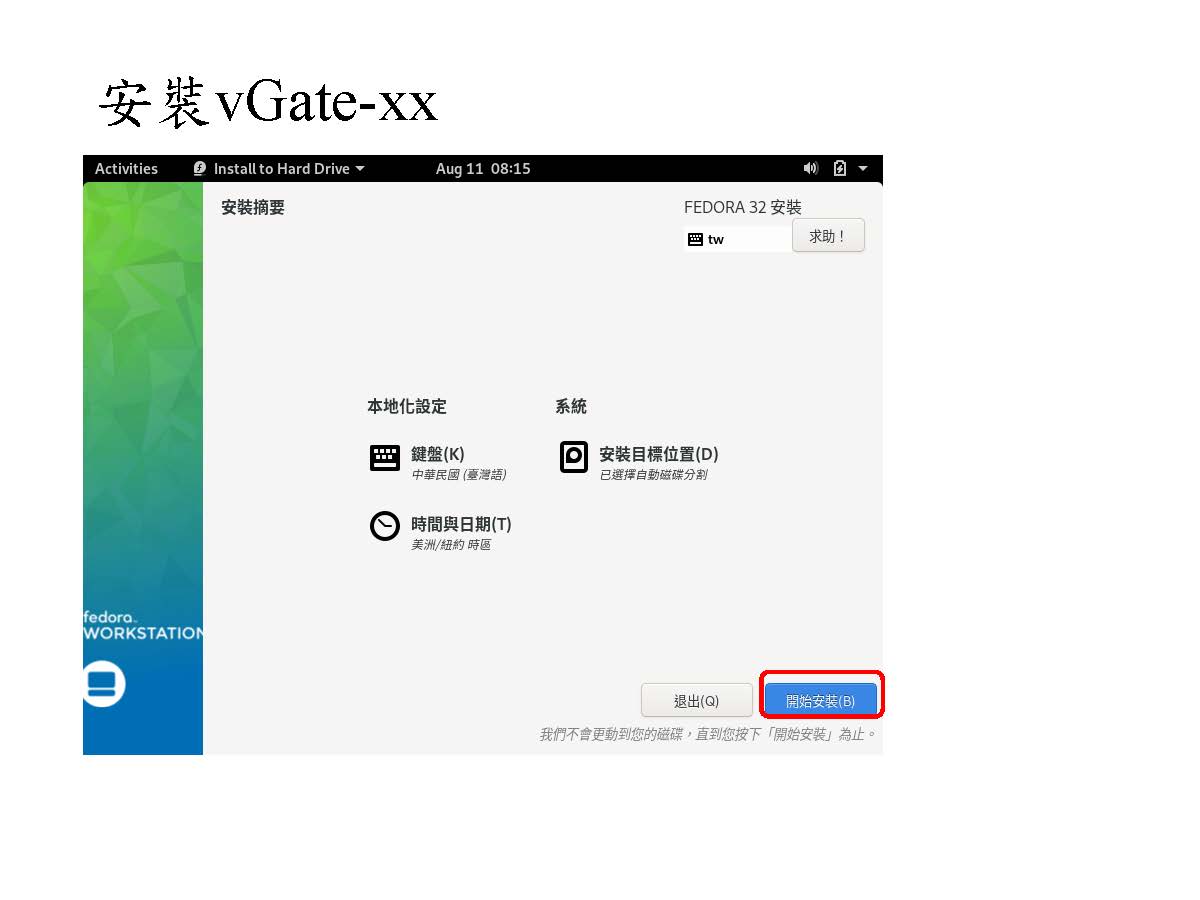 安裝vGate-xx
Activities Install to Hard Drive Aug 11 08:15
安裝摘要
FEDORA 32 安裝
tw
求助！
本地化設定
系統
鍵盤(K)
中華民國 (臺灣語)
安裝目標位置(D)
已選擇自動磁碟分割
時間與日期(T)
美洲/紐約 時區
fedora
WORKSTATION
退出(Q)
開始安裝(B)
我們不會更動到您的磁碟，直到您按下「開始安裝」為止。